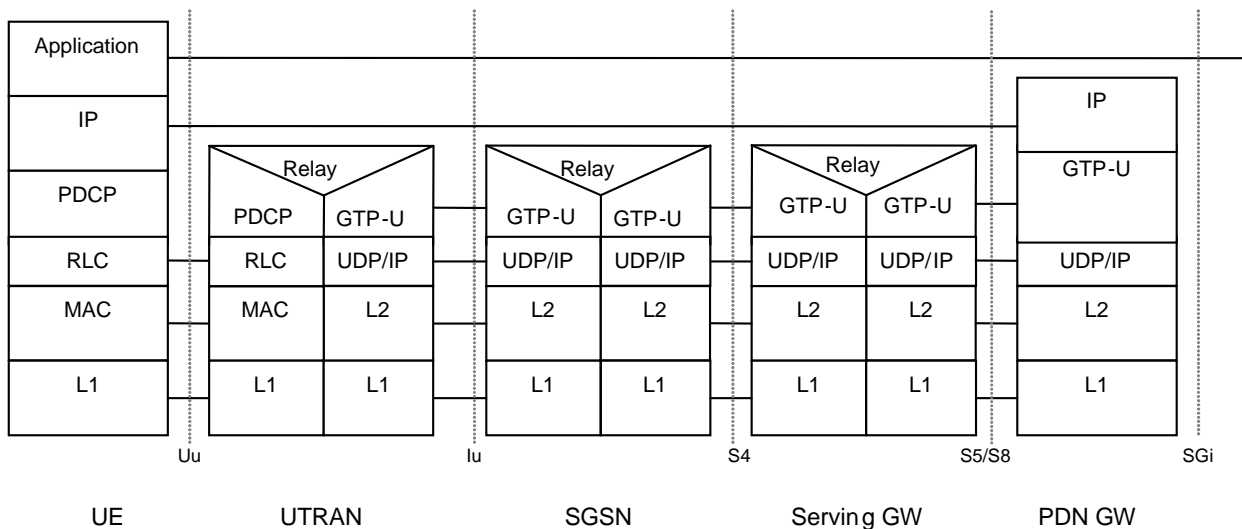 Application
IP
IP
Relay
Relay
Relay
PDCP
GTP-U
PDCP
GTP-U
GTP-U
GTP-U
GTP-U
GTP-U
RLC
RLC
UDP/IP
UDP/IP
UDP/IP
UDP/IP
UDP/IP
UDP/IP
MAC
MAC
L2
L2
L2
L2
L2
L2
L1
L1
L1
L1
L1
L1
L1
L1
Uu
Iu
S4
S5/S8
SGi
UE
UTRAN
SGSN
Serving GW
PDN GW